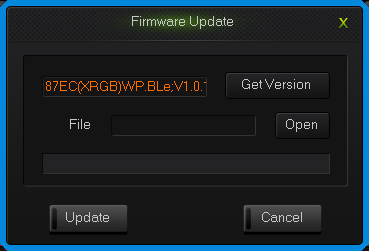 Firmware Update X
87EC(XRGB)WP.BLe;V1.0.1 Get Version
File Open
Update Cancel